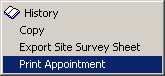 History
Copy
Export Site Survey Sheet
Print Appointment